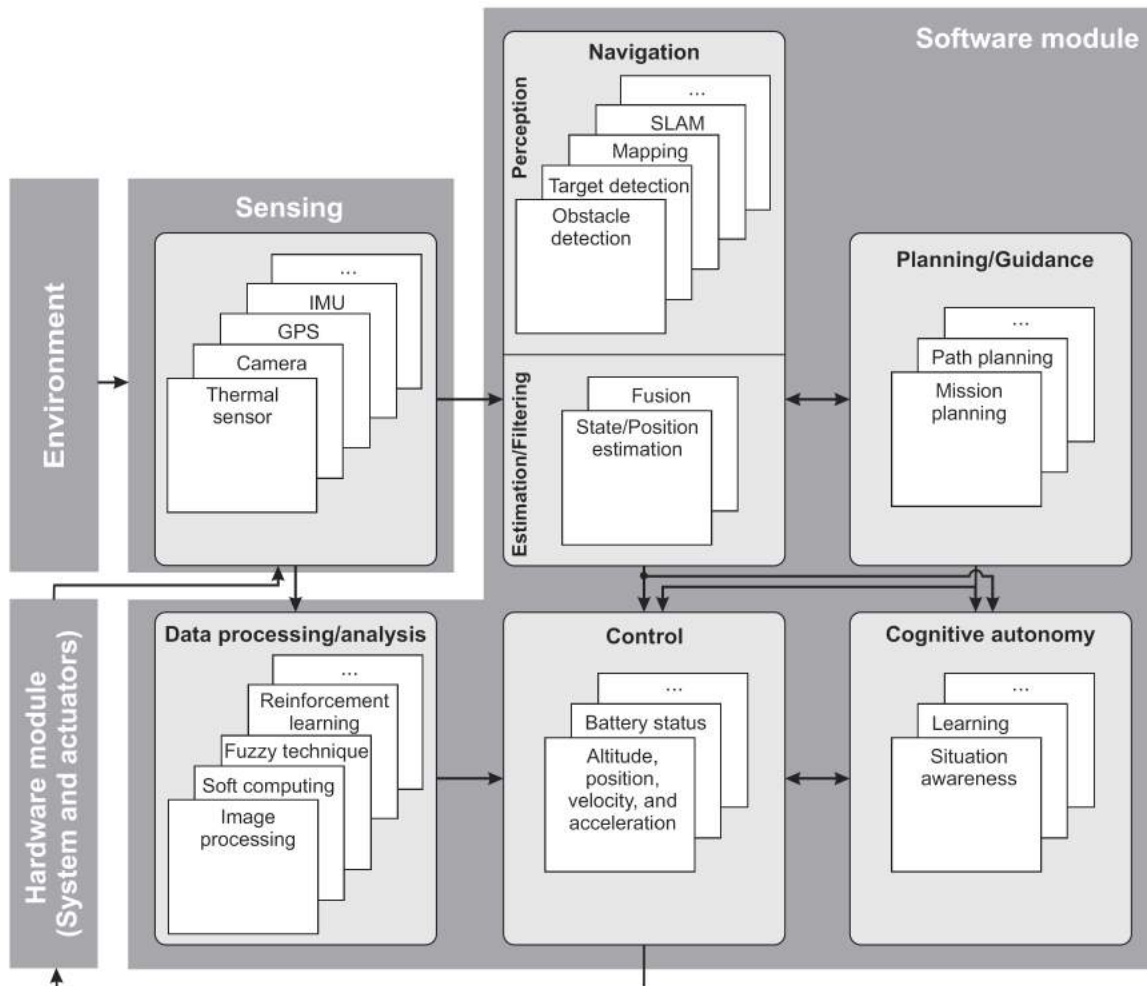 Software module
Navigation
Perception
...
SLAM
Mapping
Target detection
Obstacle
detection
Estimation/Filtering
Fusion
State/Position
estimation
Environment
Sensing
...
IMU
GPS
Camera
Thermal
sensor
Planning/Guidance
...
Path planning
Mission
planning
Hardware module
(System and actuators)
Data processing/analysis
...
Reinforcement
learning
Fuzzy technique
Soft computing
Image
processing
Control
...
Battery status
Altitude,
position,
velocity, and
acceleration
Cognitive autonomy
...
Learning
Situation
awareness